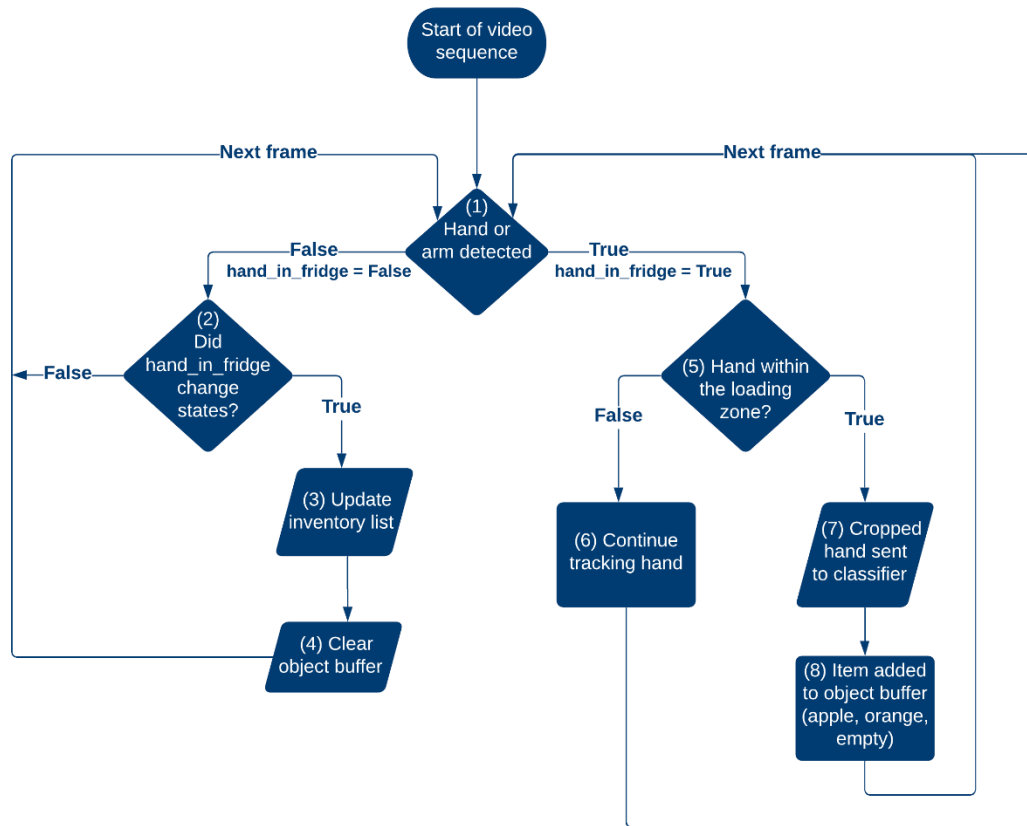 Start of video
sequence
Next frame
Next frame
(1)
Hand or
arm detected
False
hand_in_fridge = False
True
hand_in_fridge = True
(2)
Did
hand_in_fridge
change
states?
False
True
(3) Update
inventory list
(4) Clear
object buffer
(5) Hand within
the loading
zone?
False
True
(6) Continue
tracking hand
(7) Cropped
hand sent
to classifier
(8) Item added
to object buffer
(apple, orange,
empty)